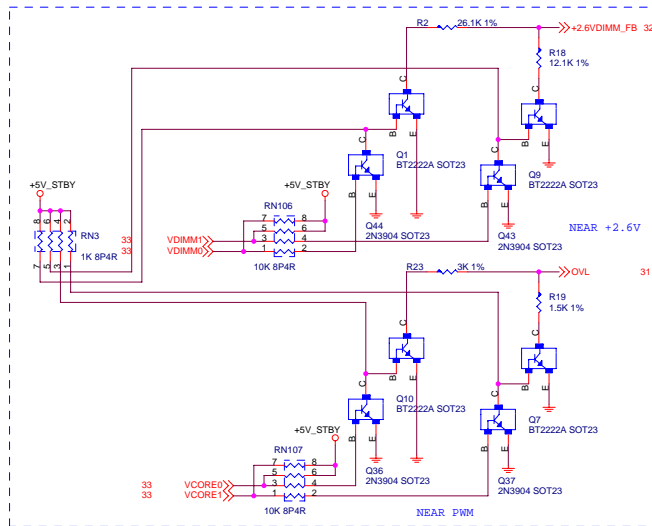 R2 26.1K 1%
+2.6VDIMM_FB 32
R18
12.1K 1%
C
C
B E
C
Q1
BT2222A SOT23
C
B E
Q9
BT2222A SOT23
+5V_STBY
+5V_STBY
B E
B E
8 6 4 2
RN3
1K 8P4R
7 5 3 1
RN106
7 8
5 6
3 4
1 2
10K 8P4R
33 VDIMM1
33 VDIMM0
Q44
2N3904 SOT23
Q43
2N3904 SOT23
NEAR +2.6V
R23 3K 1%
OVL 31
R19
1.5K 1%
C
C
B E
C
Q10
BT2222A SOT23
C
B E
Q7
BT2222A SOT23
B E
B E
+5V_STBY
RN107
7 8
5 6
3 4
1 2
10K 8P4R
33 VCORE0
33 VCORE1
Q36
2N3904 SOT23
Q37
2N3904 SOT23
NEAR PWM